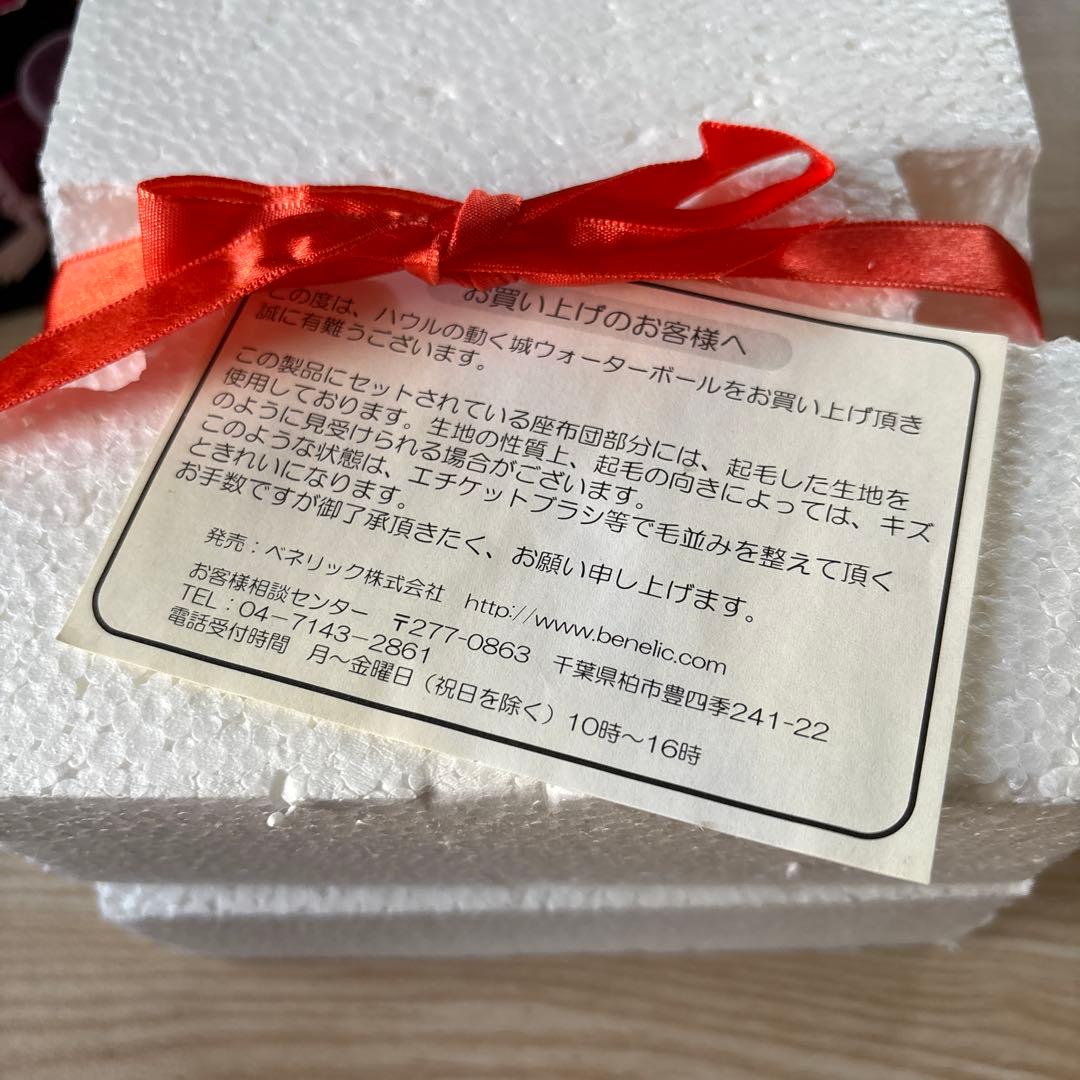 お買い上げのお客様へ
この度は、ハウルの動く城ウォーターボールをお買い上げ頂き
誠に有難うございます。
この製品にセットされている座布団部分には、起毛した生地を
使用しております。生地の性質上、起毛の向きによっては、キズ
のように見受けられる場合がございます。
このような状態は、エチケットブラシ等で毛並みを整えて頂く
ときれいになります。
お手数ですが御了承頂きたく、お願い申し上げます。
発売：ベネリック株式会社　http://www.benelic.com
お客様相談センター　〒277-0863　千葉県柏市豊四季241-22
TEL：04－7143－2861
電話受付時間　月～金曜日（祝日を除く）10時～16時